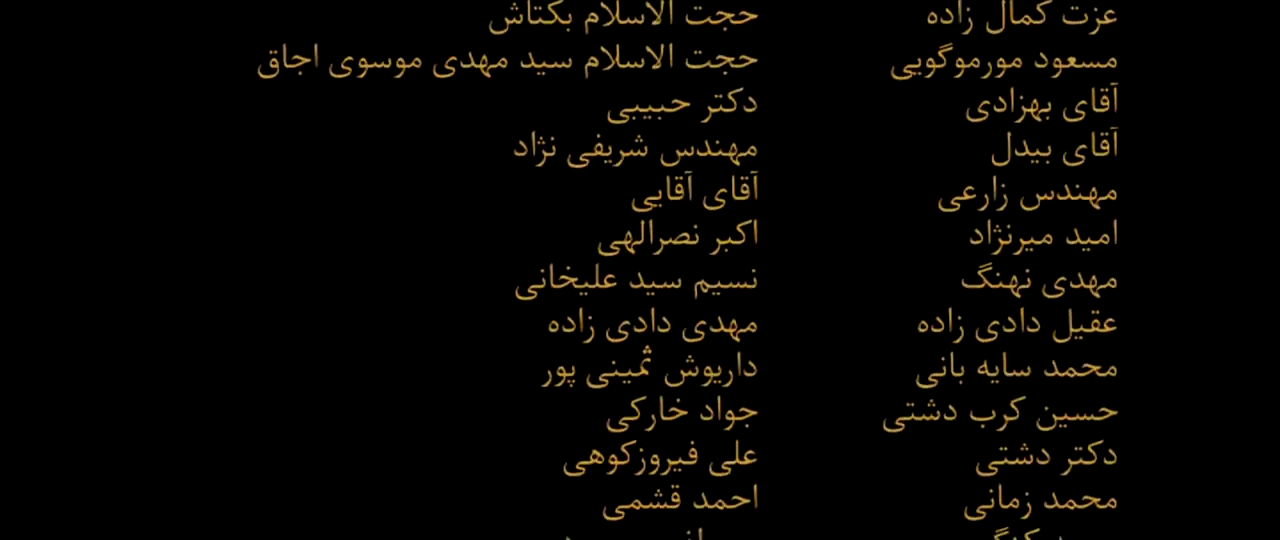 عزت کمال زاده	حجت الاسلام بکتاش
مسعود مورموگویی	حجت الاسلام سید مهدی موسوی اجاق
آقای بهزادی	دکتر حبیبی
آقای بیدل	مهندس شریفی نژاد
مهندس زارعی	آقای آقایی
امید میرنژاد	اکبر نصرالهی
مهدی نهنگ	نسیم سید علیخانی
عقیل دادی زاده	مهدی دادی زاده
محمد سایه بانی	داریوش ثمینی پور
حسین کرب دشتی	جواد خارکی
دکتر دشتی	علی فیروزکوهی
محمد زمانی	احمد قشمی